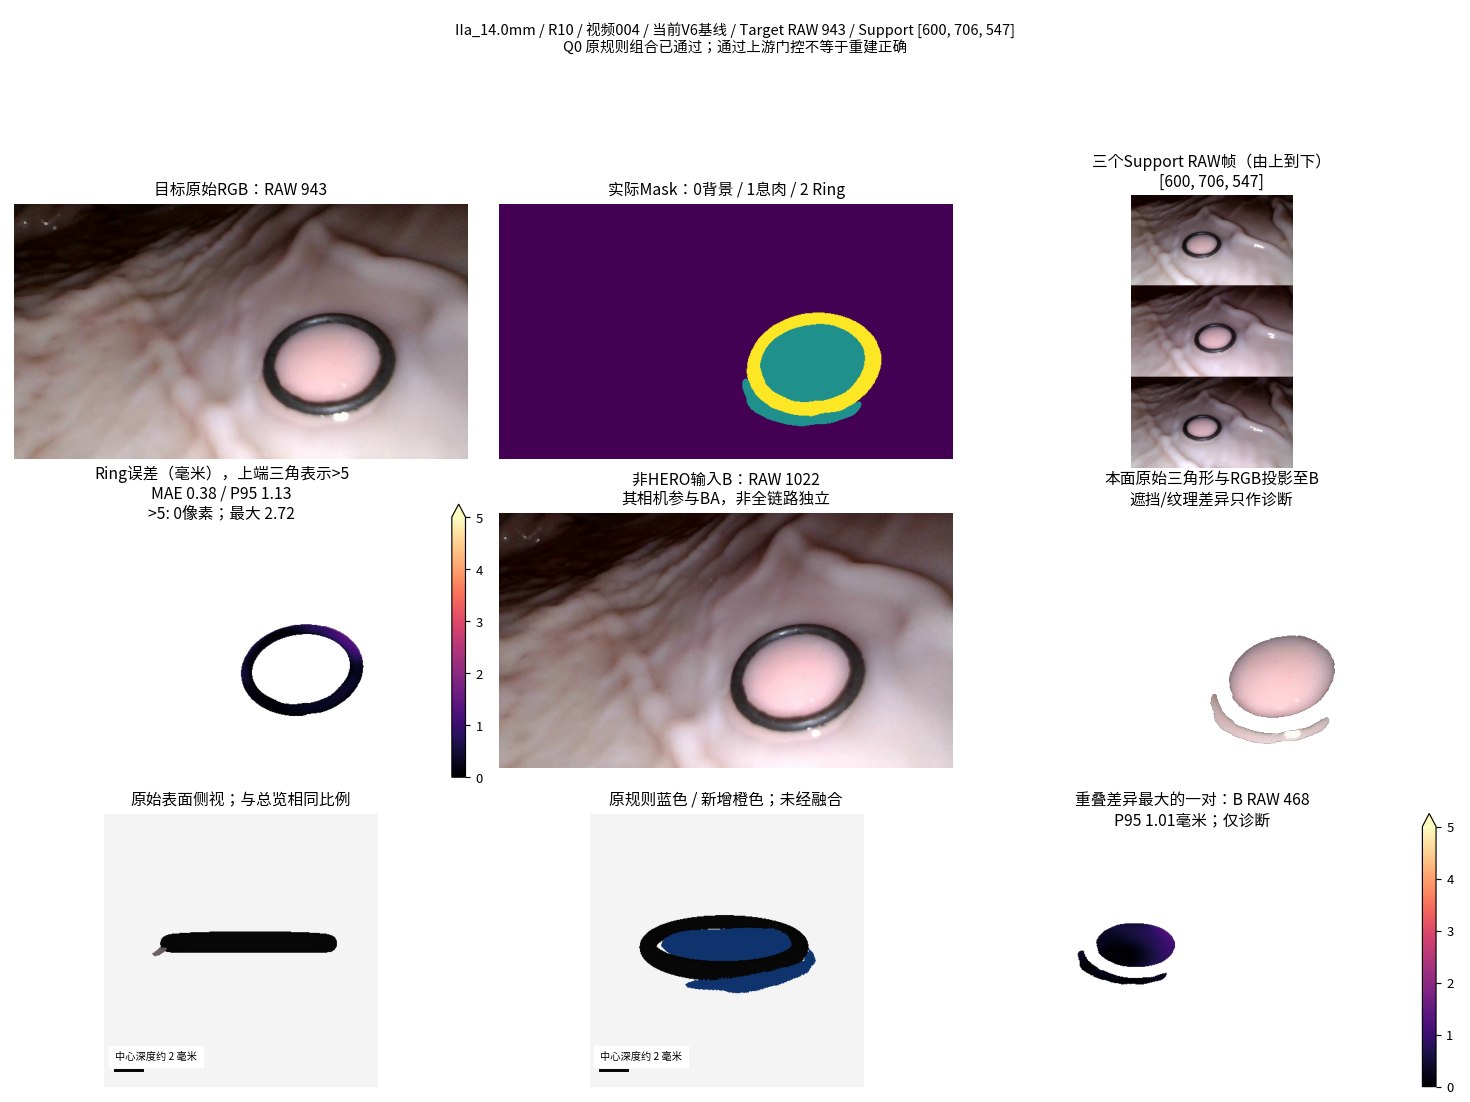 IIa_14.0mm / R10 / 视频004 / 当前V6基线 / Target RAW 943 / Support [600, 706, 547]
Q0 原规则组合已通过；通过上游门控不等于重建正确
目标原始RGB：RAW 943
实际Mask：0背景 / 1息肉 / 2 Ring
三个Support RAW帧（由上到下）
[600, 706, 547]
Ring误差（毫米），上端三角表示>5
MAE 0.38 / P95 1.13
>5: 0像素；最大 2.72
5
4
3
2
1
0
非HERO输入B：RAW 1022
其相机参与BA，非全链路独立
本面原始三角形与RGB投影至B
遮挡/纹理差异只作诊断
原始表面侧视；与总览相同比例
中心深度约 2 毫米
原规则蓝色 / 新增橙色；未经融合
中心深度约 2 毫米
重叠差异最大的一对：B RAW 468
P95 1.01毫米；仅诊断
5
4
3
2
1
0